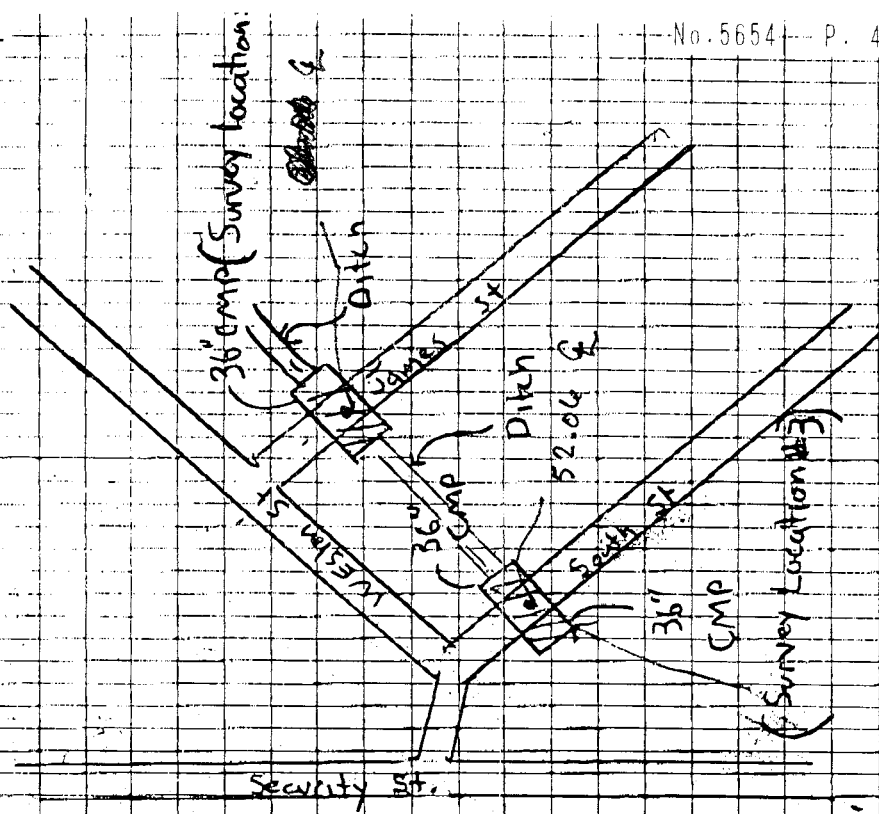 No.5654 P. 4
36" CMP (Survey Location:
℄
Ditch
James St
Ditch
52.06 ℄
36"
CMP
Weston St
South St
36"
CMP
(Survey Location #3)
Security St.